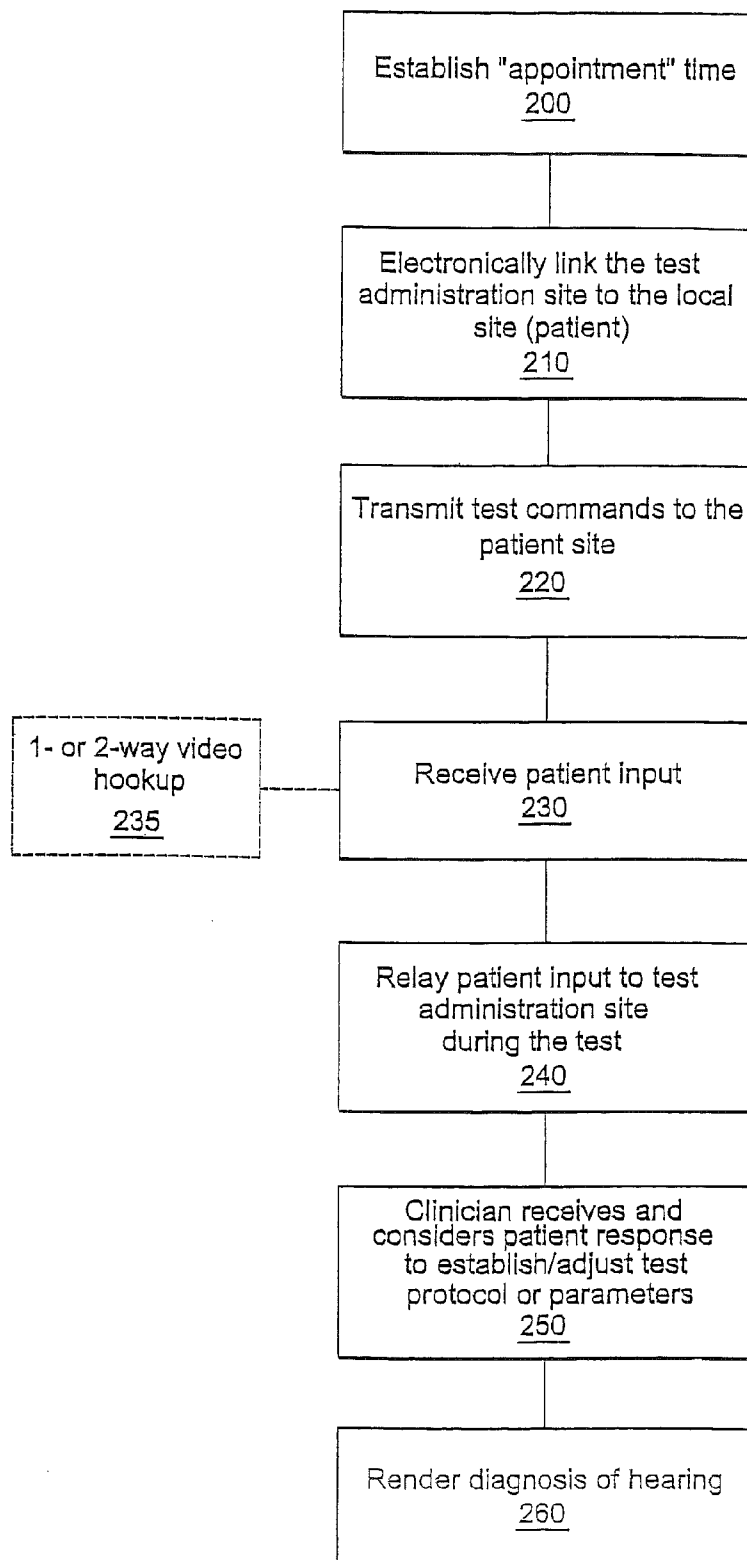 Establish "appointment" time
200
Electronically link the test
administration site to the local
site (patient)
210
Transmit test commands to the
patient site
220
1- or 2-way video
hookup
235
Receive patient input
230
Relay patient input to test
administration site
during the test
240
Clinician receives and
considers patient response
to establish/adjust test
protocol or parameters
250
Render diagnosis of hearing
260